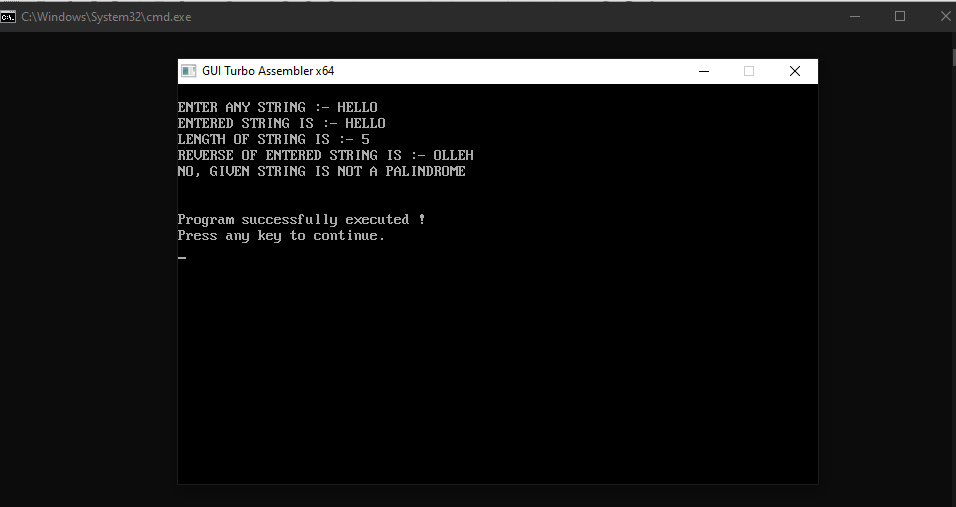 C:\Windows\System32\cmd.exe
GUI Turbo Assembler x64
ENTER ANY STRING :- HELLO
ENTERED STRING IS :- HELLO
LENGTH OF STRING IS :- 5
REVERSE OF ENTERED STRING IS :- OLLEH
NO, GIVEN STRING IS NOT A PALINDROME
Program successfully executed !
Press any key to continue.